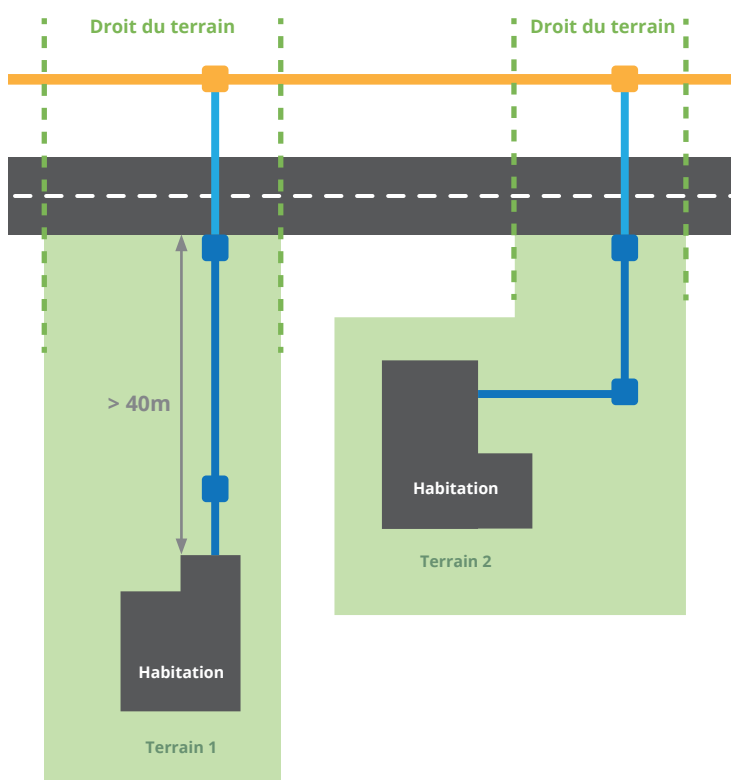 Droit du terrain
Droit du terrain
> 40m
Habitation
Terrain 2
Habitation
Terrain 1